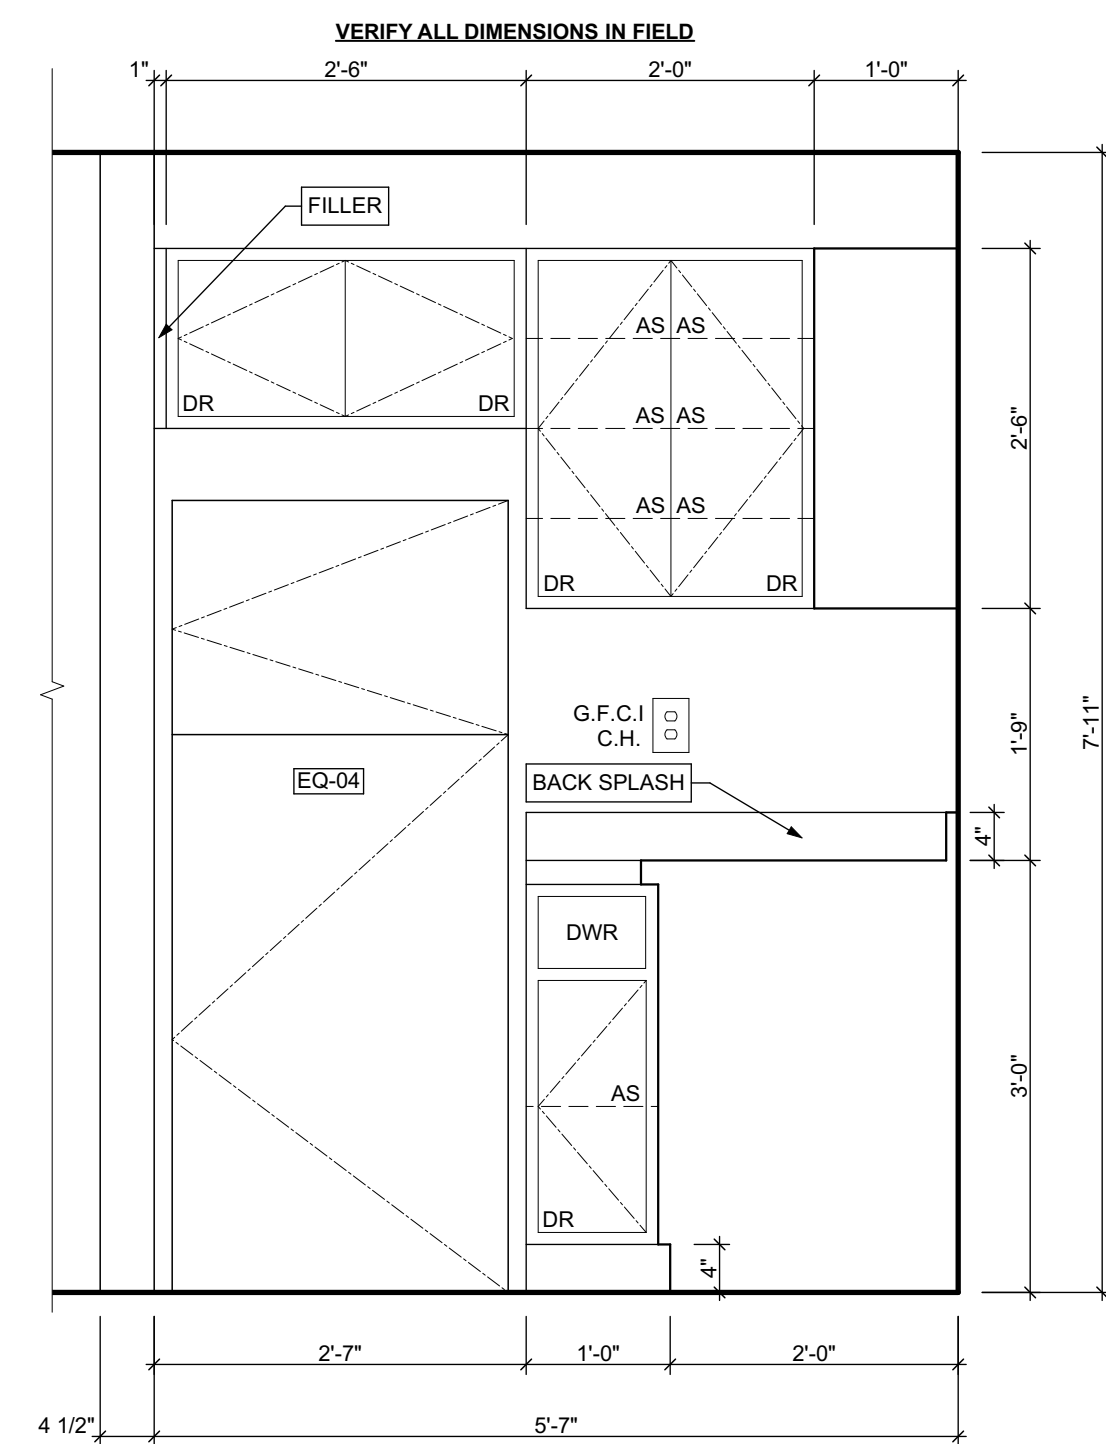 VERIFY ALL DIMENSIONS IN FIELD
1" 2'-6" 2'-0" 1'-0"
FILLER
AS AS
DR DR
AS AS
2'-6"
AS AS
DR DR
G.F.C.I
C.H.
1'-9"
7'-11"
EQ-04
BACK SPLASH
4"
DWR
3'-0"
AS
DR
4"
2'-7" 1'-0" 2'-0"
4 1/2" 5'-7"